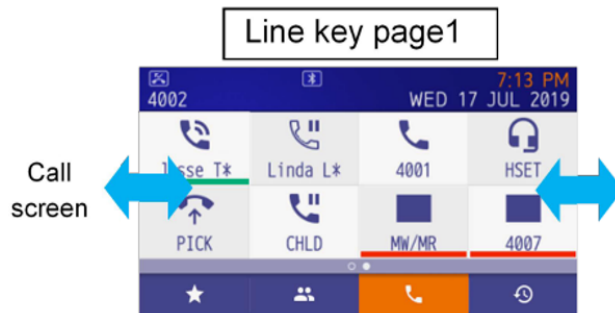 Line key page1
7:13 PM
4002 WED 17 JUL 2019
Linda L* 4001 HSET
Call
screen
PICK CHLD MW/MR 4007